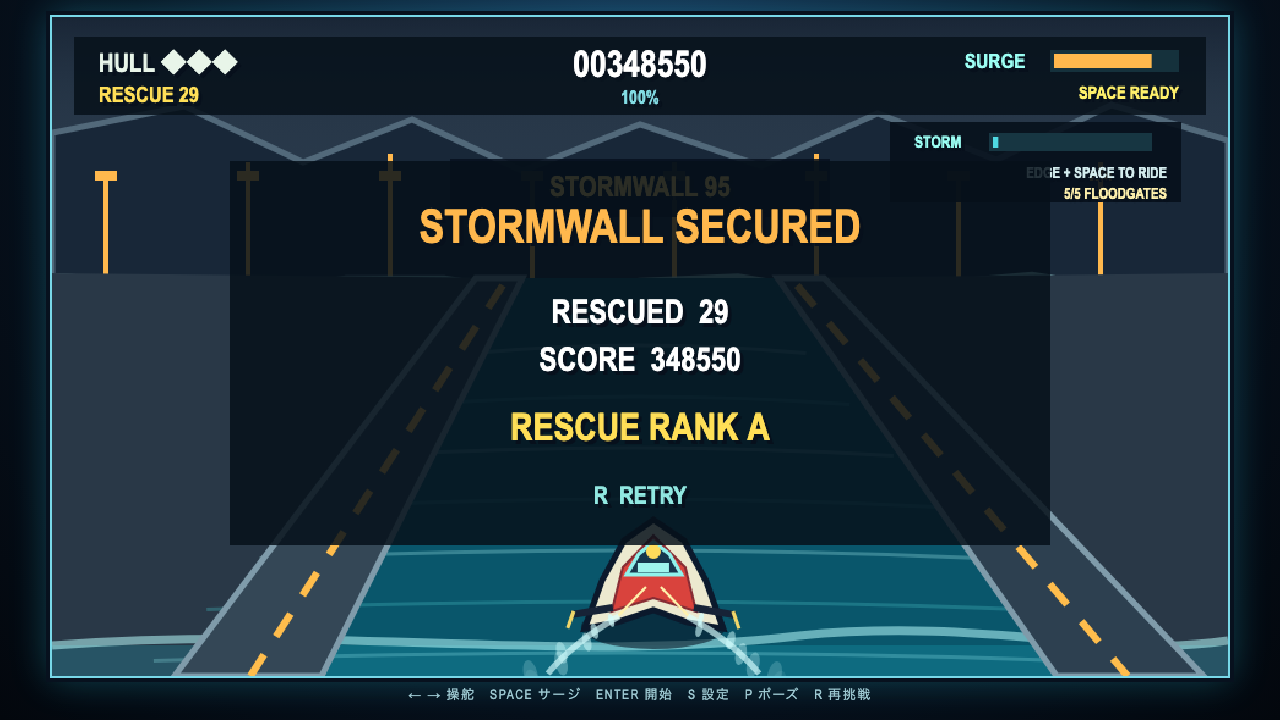 HULL
00348550
SURGE
RESCUE 29
100%
SPACE READY
STORM
EDGE + SPACE TO RIDE
5/5 FLOODGATES
STORMWALL 95
STORMWALL SECURED
RESCUED 29
SCORE 348550
RESCUE RANK A
R RETRY
← → 操舵 SPACE サージ ENTER 開始 S 設定 P ポーズ R 再挑戦